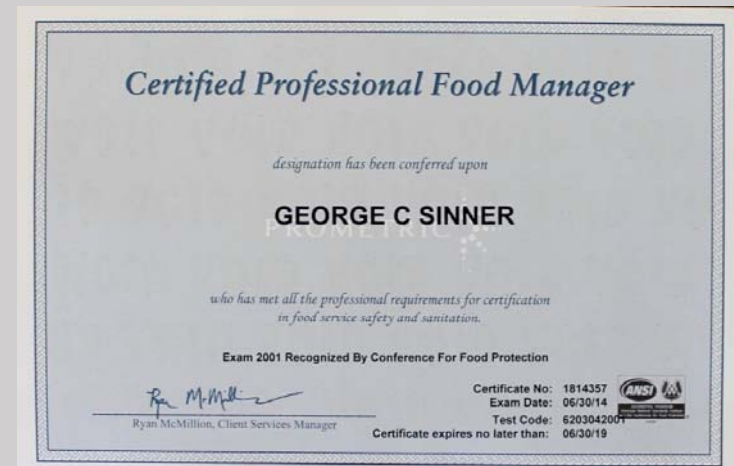 Certified Professional Food Manager
designation has been conferred upon
GEORGE C SINNER
PROMETRIC
who has met all the professional requirements for certification
in food service safety and sanitation.
Exam 2001 Recognized By Conference For Food Protection
Ryan McMillion, Client Services Manager
Certificate No: 1814357
Exam Date: 06/30/14
Test Code: 6203042001
Certificate expires no later than: 06/30/19
ANSI